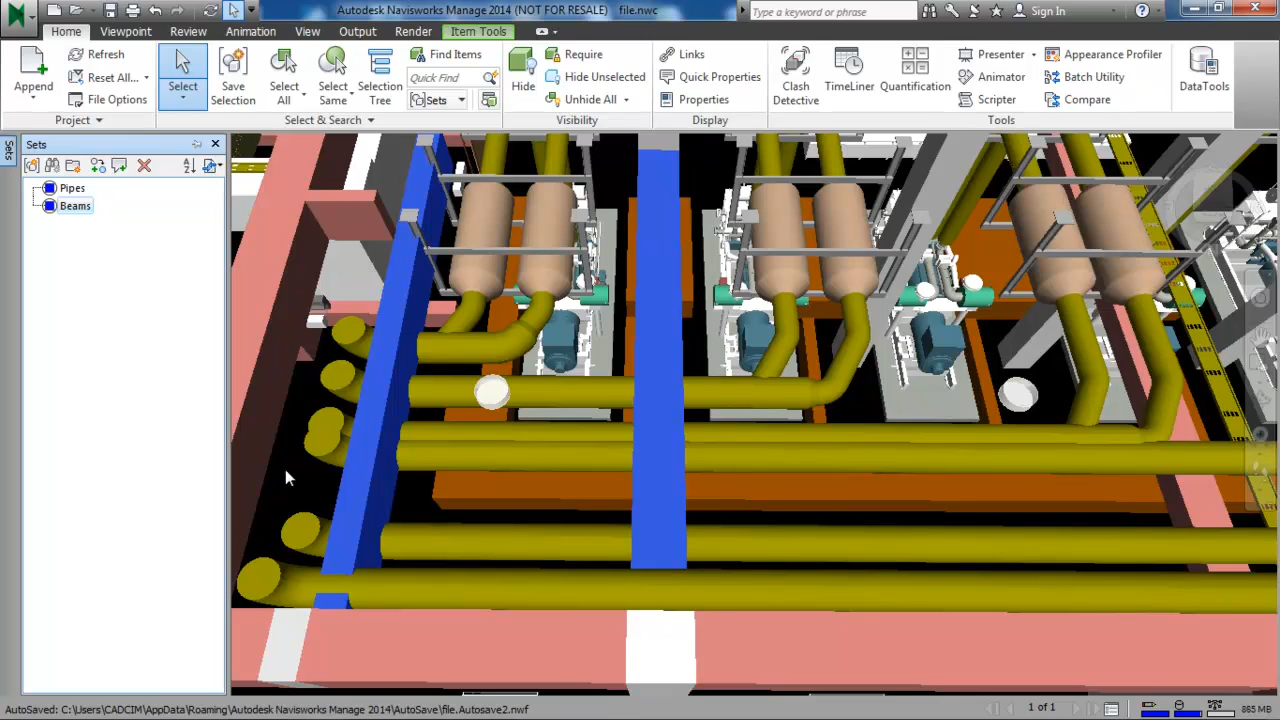 Autodesk Navisworks Manage 2014 (NOT FOR RESALE) file.nwc
Type a keyword or phrase
Sign In
Home Viewpoint Review Animation View Output Render Item Tools
Append
Refresh
Reset All...
File Options
Project
Select
Save Selection
Select All
Select Same
Selection Tree
Find Items
Quick Find
Sets
Select & Search
Hide
Require
Hide Unselected
Unhide All
Visibility
Links
Quick Properties
Properties
Display
Clash Detective
TimeLiner
Quantification
Presenter
Animator
Scripter
Appearance Profiler
Batch Utility
Compare
Tools
DataTools
Sets
Sets
Pipes
Beams
AutoSaved: C:\Users\CADCIM\AppData\Roaming\Autodesk Navisworks Manage 2014\AutoSave\file.Autosave2.nwf
1 of 1
865 MB